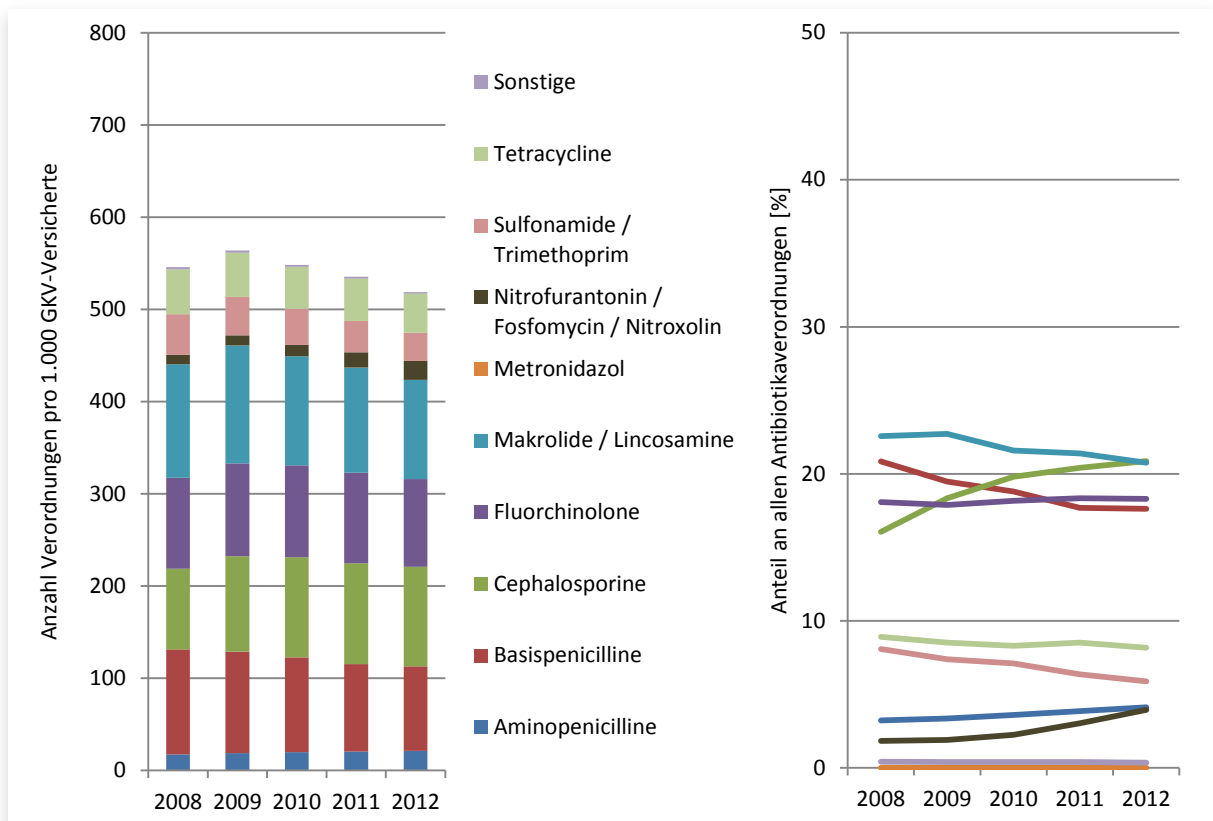 Anzahl Verordnungen pro 1.000 GKV-Versicherte
800
700
600
500
400
300
200
100
0
2008 2009 2010 2011 2012
Sonstige
Tetracycline
Sulfonamide /
Trimethoprim
Nitrofurantonin /
Fosfomycin / Nitroxolin
Metronidazol
Makrolide / Lincosamine
Fluorchinolone
Cephalosporine
Basispenicilline
Aminopenicilline
Anteil an allen Antibiotikaverordnungen [%]
50
40
30
20
10
0
2008 2009 2010 2011 2012